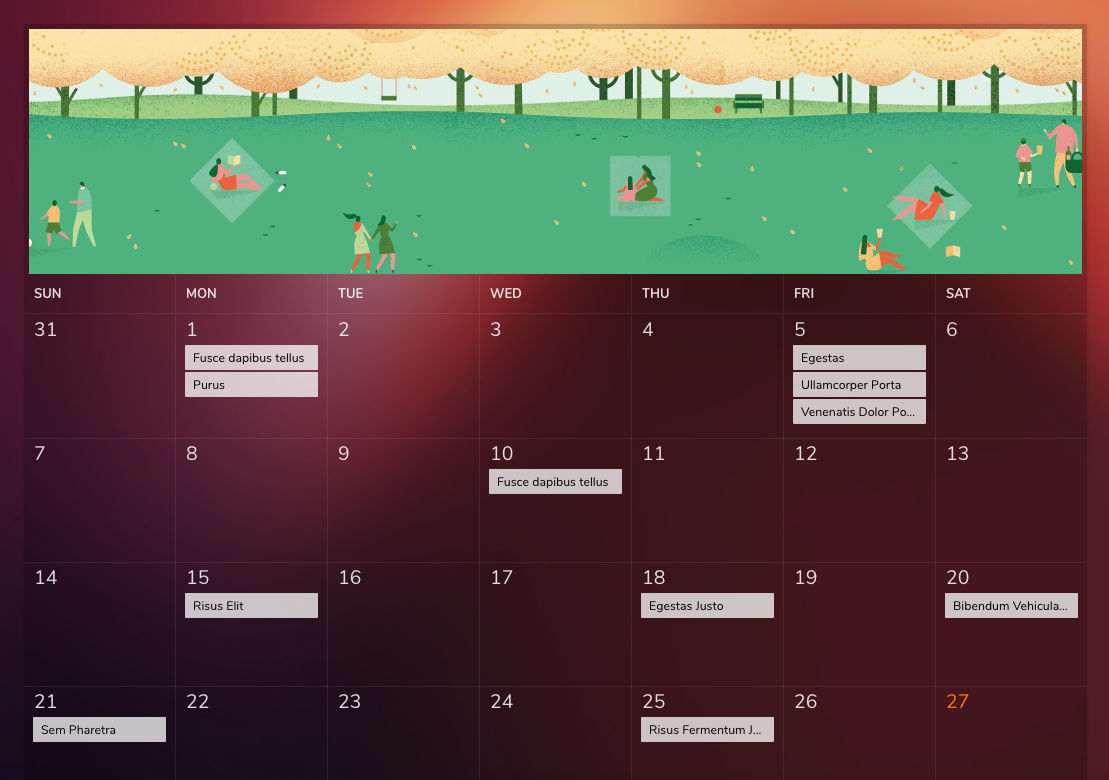 SUN MON TUE WED THU FRI SAT
31 1 2 3 4 5 6
Fusce dapibus tellus Egestas
Purus Ullamcorper Porta
Venenatis Dolor Po...
7 8 9 10 11 12 13
Fusce dapibus tellus
14 15 16 17 18 19 20
Risus Elit Egestas Justo Bibendum Vehicula...
21 22 23 24 25 26 27
Sem Pharetra Risus Fermentum J...